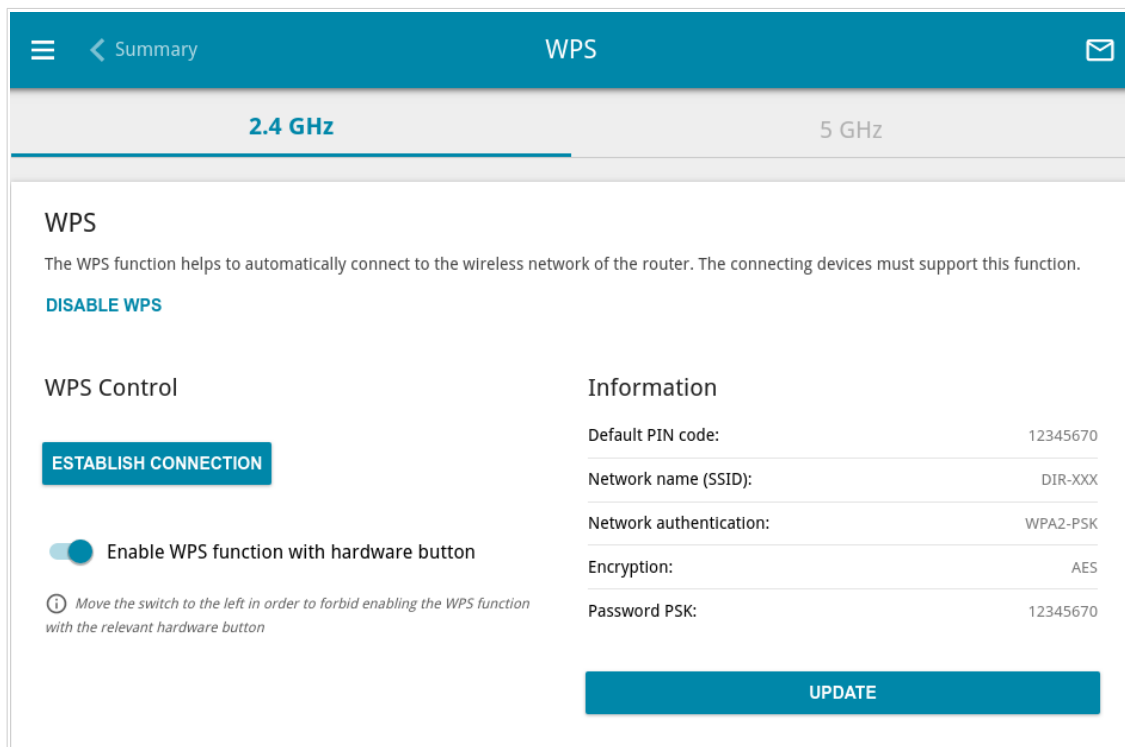 Summary
WPS
2.4 GHz
5 GHz
WPS
The WPS function helps to automatically connect to the wireless network of the router. The connecting devices must support this function.
DISABLE WPS
WPS Control
ESTABLISH CONNECTION
Enable WPS function with hardware button
Move the switch to the left in order to forbid enabling the WPS function
with the relevant hardware button
Information
Default PIN code: 12345670
Network name (SSID): DIR-XXX
Network authentication: WPA2-PSK
Encryption: AES
Password PSK: 12345670
UPDATE